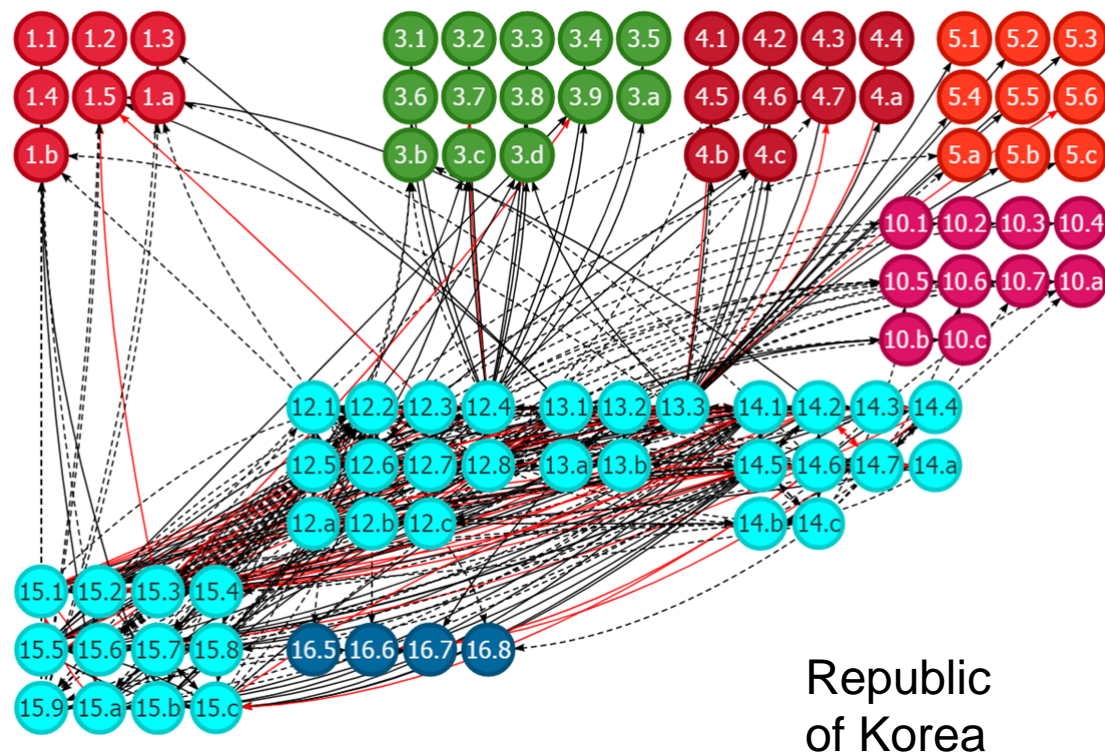 1.1 1.2 1.3 3.1 3.2 3.3 3.4 3.5 4.1 4.2 4.3 4.4 5.1 5.2 5.3
1.4 1.5 1.a 3.6 3.7 3.8 3.9 3.a 4.5 4.6 4.7 4.a 5.4 5.5 5.6
1.b 3.b 3.c 3.d 4.b 4.c 5.a 5.b 5.c
10.1 10.2 10.3 10.4
10.5 10.6 10.7 10.a
10.b 10.c
12.1 12.2 12.3 12.4 13.1 13.2 13.3 14.1 14.2 14.3 14.4
12.5 12.6 12.7 12.8 13.a 13.b 14.5 14.6 14.7 14.a
12.a 12.b 12.c 14.b 14.c
15.1 15.2 15.3 15.4
15.5 15.6 15.7 15.8 16.5 16.6 16.7 16.8
15.9 15.a 15.b 15.c
Republic
of Korea